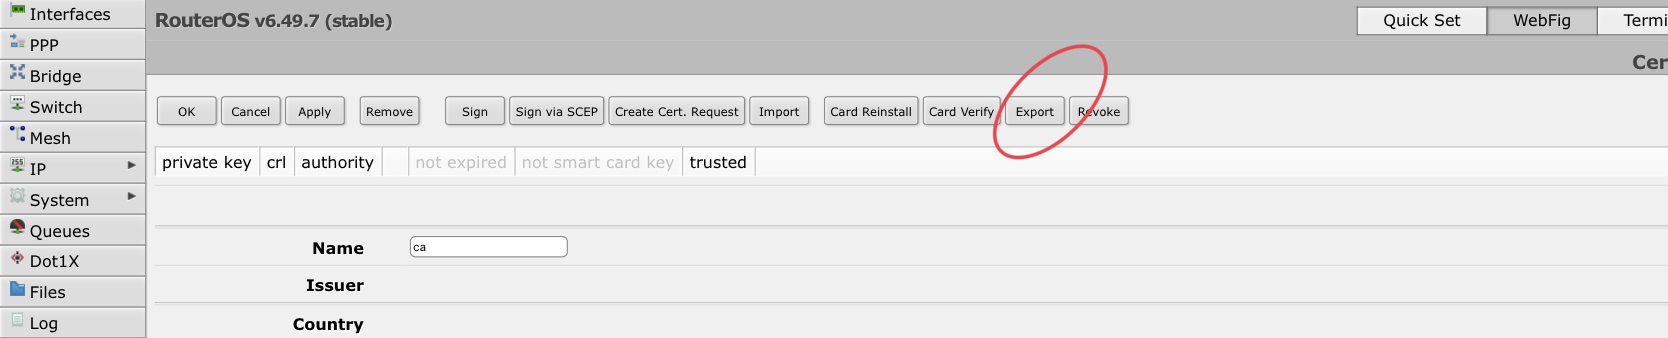 Interfaces
PPP
Bridge
Switch
Mesh
IP
System
Queues
Dot1X
Files
Log
RouterOS v6.49.7 (stable)
Quick Set WebFig Termi
Cer
OK Cancel Apply Remove Sign Sign via SCEP Create Cert. Request Import Card Reinstall Card Verify Export Revoke
private key crl authority not expired not smart card key trusted
Name ca
Issuer
Country